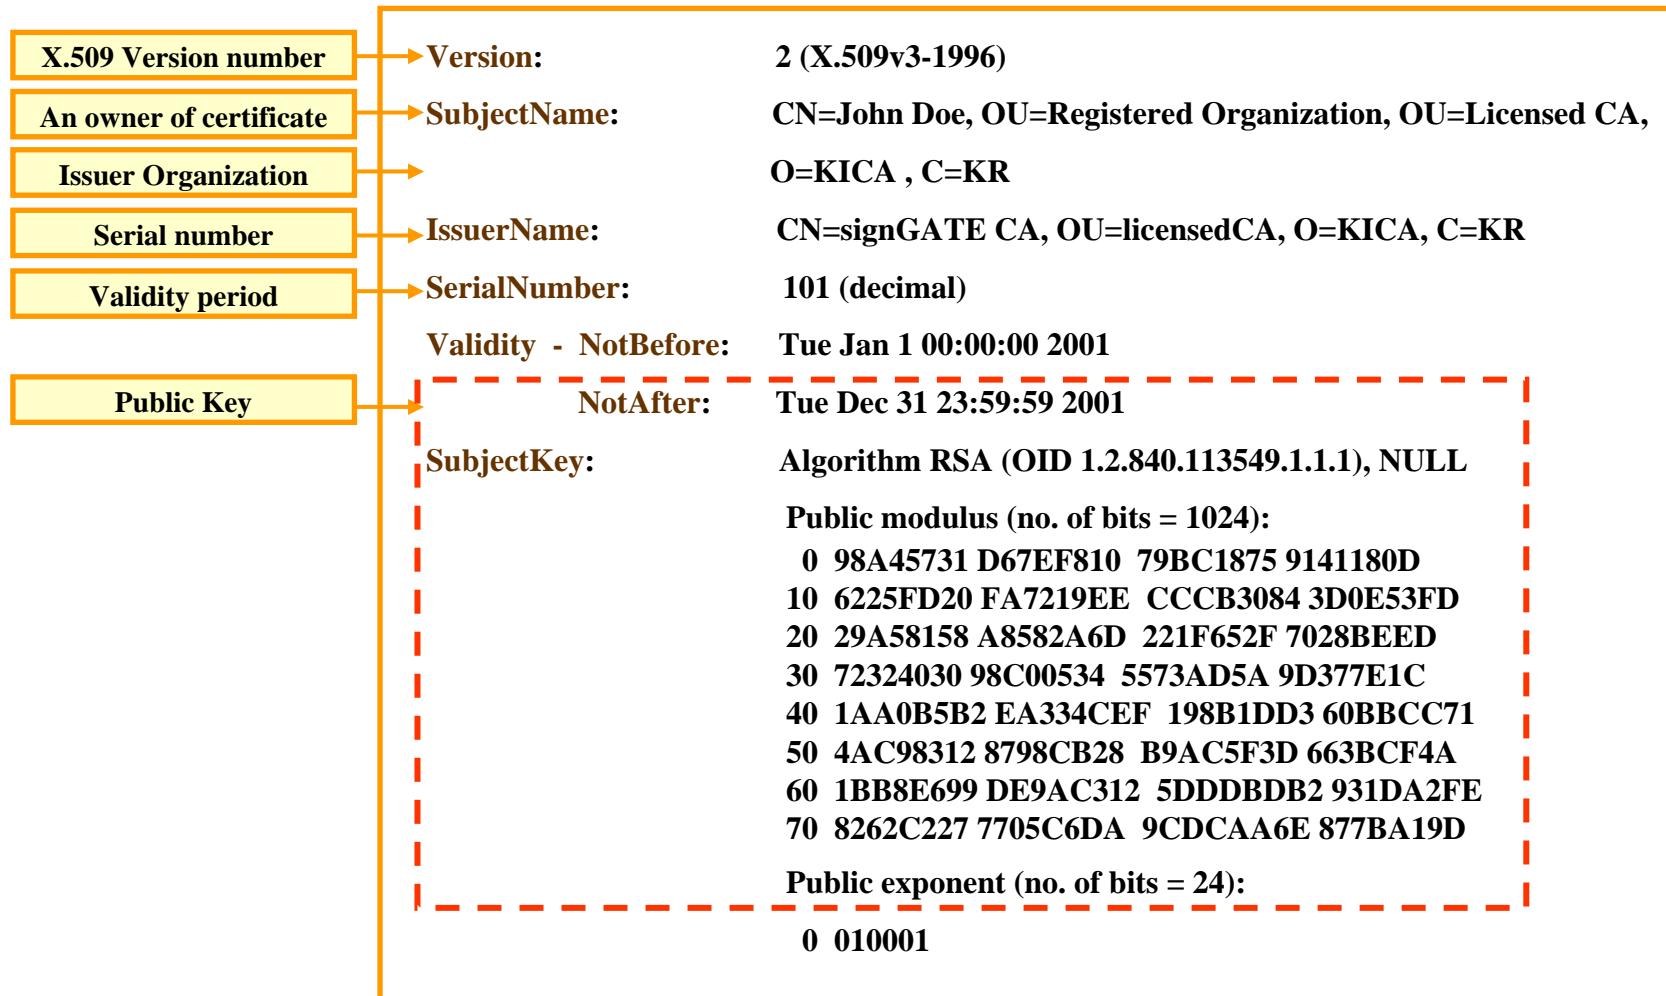 X.509 Version number Version: 2 (X.509v3-1996)
An owner of certificate SubjectName: CN=John Doe, OU=Registered Organization, OU=Licensed CA,
Issuer Organization O=KICA , C=KR
Serial number IssuerName: CN=signGATE CA, OU=licensedCA, O=KICA, C=KR
Validity period SerialNumber: 101 (decimal)
Validity - NotBefore: Tue Jan 1 00:00:00 2001
Public Key NotAfter: Tue Dec 31 23:59:59 2001
SubjectKey: Algorithm RSA (OID 1.2.840.113549.1.1.1), NULL
Public modulus (no. of bits = 1024):
0 98A45731 D67EF810 79BC1875 9141180D
10 6225FD20 FA7219EE CCCB3084 3D0E53FD
20 29A58158 A8582A6D 221F652F 7028BEED
30 72324030 98C00534 5573AD5A 9D377E1C
40 1AA0B5B2 EA334CEF 198B1DD3 60BBCC71
50 4AC98312 8798CB28 B9AC5F3D 663BCF4A
60 1BB8E699 DE9AC312 5DDDBDB2 931DA2FE
70 8262C227 7705C6DA 9CDCAA6E 877BA19D
Public exponent (no. of bits = 24):
0 010001